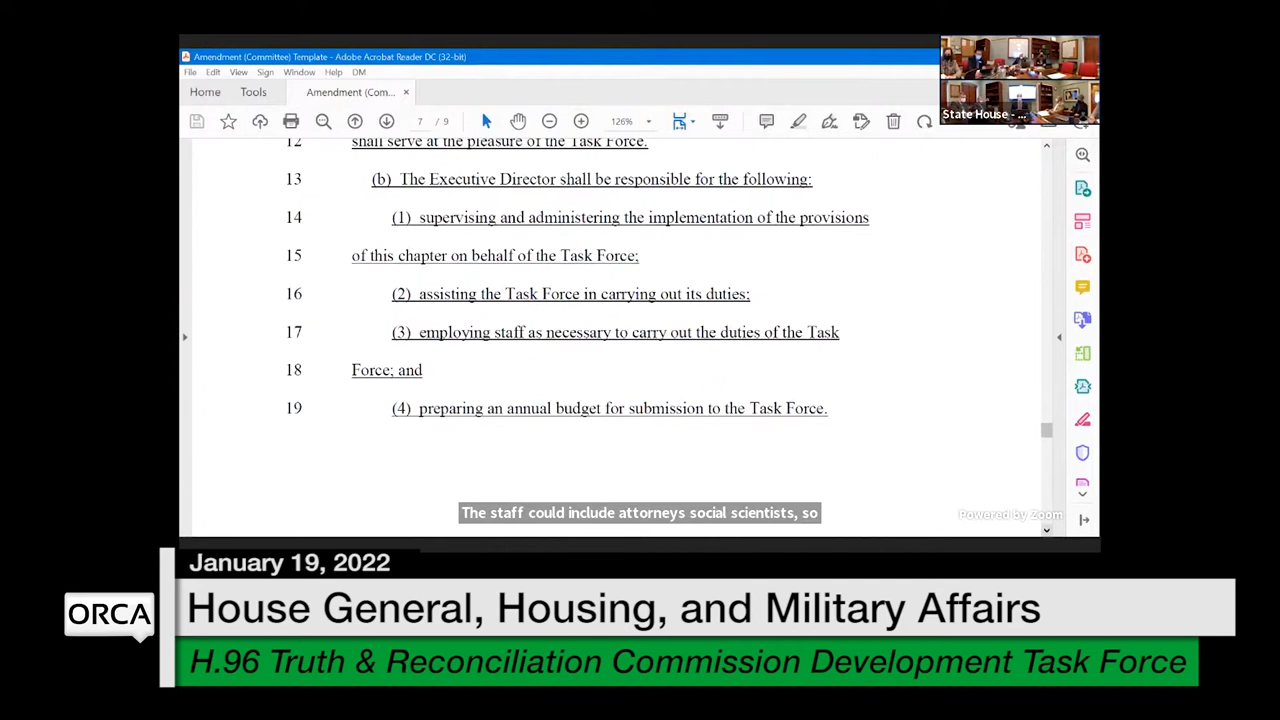 Amendment (Committee) Template - Adobe Acrobat Reader DC (32-bit)
File Edit View Sign Window Help DM
Home Tools Amendment (Com... ×
7 / 9 126%
State House - ...
12 shall serve at the pleasure of the Task Force.
13 (b) The Executive Director shall be responsible for the following:
14 (1) supervising and administering the implementation of the provisions
15 of this chapter on behalf of the Task Force;
16 (2) assisting the Task Force in carrying out its duties;
17 (3) employing staff as necessary to carry out the duties of the Task
18 Force; and
19 (4) preparing an annual budget for submission to the Task Force.
The staff could include attorneys social scientists, so
Powered by Zoom
January 19, 2022
ORCA
House General, Housing, and Military Affairs
H.96 Truth & Reconciliation Commission Development Task Force